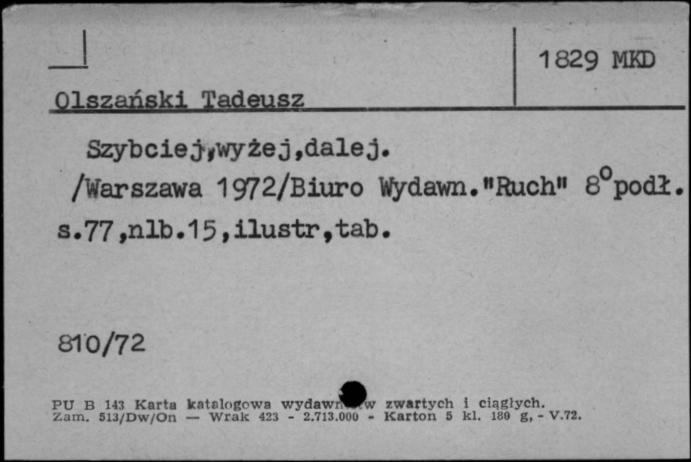 1829 MKD
Olszański Tadeusz
Szybciej,wyżej,dalej.
/Warszawa 1972/Biuro Wydawn."Ruch" 8°podł.
s.77,nlb.15,ilustr,tab.
810/72
PU B 143 Karta katalogowa zwartych i ciągłych.
Zam. 513/Dw/On — Wrak 423 - 2.713.000 - Karton 5 kl. 180 g, - V.72.